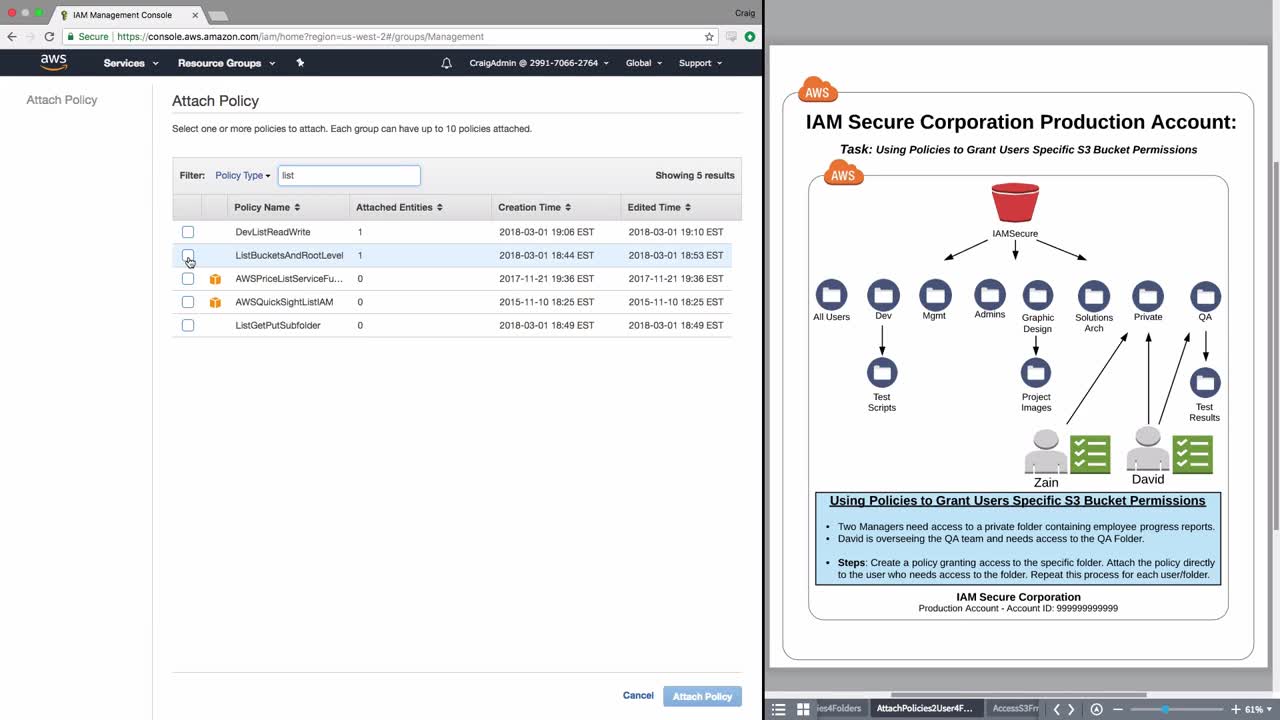 IAM Management Console
Craig
Secure
https://console.aws.amazon.com/iam/home?region=us-west-2#/groups/Management
aws
Services
Resource Groups
CraigAdmin @ 2991-7066-2764
Global
Support
Attach Policy
Attach Policy
Select one or more policies to attach. Each group can have up to 10 policies attached.
Filter: Policy Type list Showing 5 results
Policy Name Attached Entities Creation Time Edited Time
DevListReadWrite 1 2018-03-01 19:06 EST 2018-03-01 19:10 EST
ListBucketsAndRootLevel 1 2018-03-01 18:44 EST 2018-03-01 18:53 EST
AWSPriceListServiceFu... 0 2017-11-21 19:36 EST 2017-11-21 19:36 EST
AWSQuickSightListIAM 0 2015-11-10 18:25 EST 2015-11-10 18:25 EST
ListGetPutSubfolder 0 2018-03-01 18:49 EST 2018-03-01 18:49 EST
Cancel Attach Policy
AWS
IAM Secure Corporation Production Account:
Task: Using Policies to Grant Users Specific S3 Bucket Permissions
AWS
IAMSecure
All Users
Dev
Mgmt
Admins
Graphic
Design
Solutions
Arch
Private
QA
Test
Scripts
Project
Images
Test
Results
Zain
David
Using Policies to Grant Users Specific S3 Bucket Permissions
• Two Managers need access to a private folder containing employee progress reports.
• David is overseeing the QA team and needs access to the QA Folder.
• Steps: Create a policy granting access to the specific folder. Attach the policy directly
to the user who needs access to the folder. Repeat this process for each user/folder.
IAM Secure Corporation
Production Account - Account ID: 999999999999
ies4Folders
AttachPolicies2User4F...
AccessS3Fr
61%